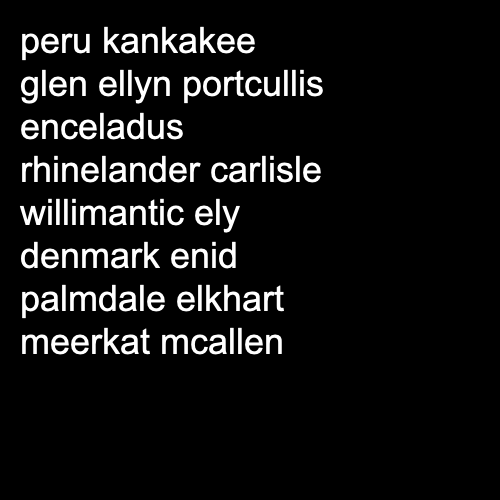 peru kankakee
glen ellyn portcullis
enceladus
rhinelander carlisle
willimantic ely
denmark enid
palmdale elkhart
meerkat mcallen